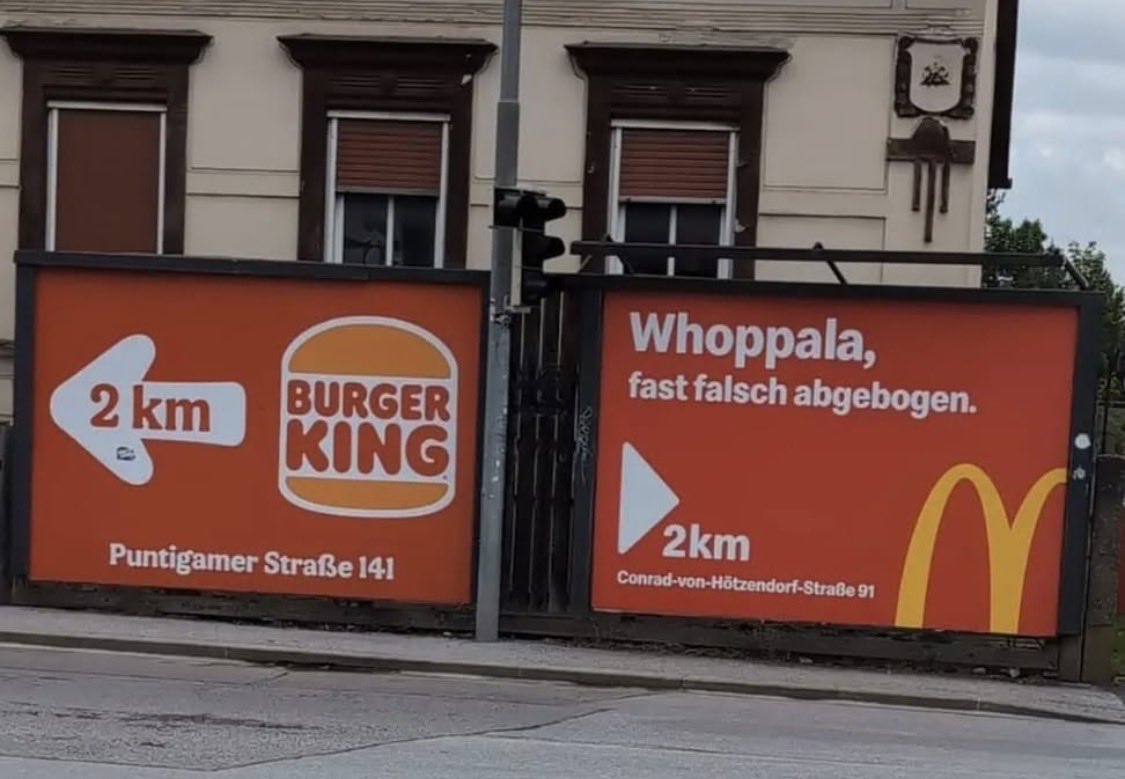 2 km
BURGER
KING
Puntigamer Straße 141
Whoppala,
fast falsch abgebogen.
2km
Conrad-von-Hötzendorf-Straße 91